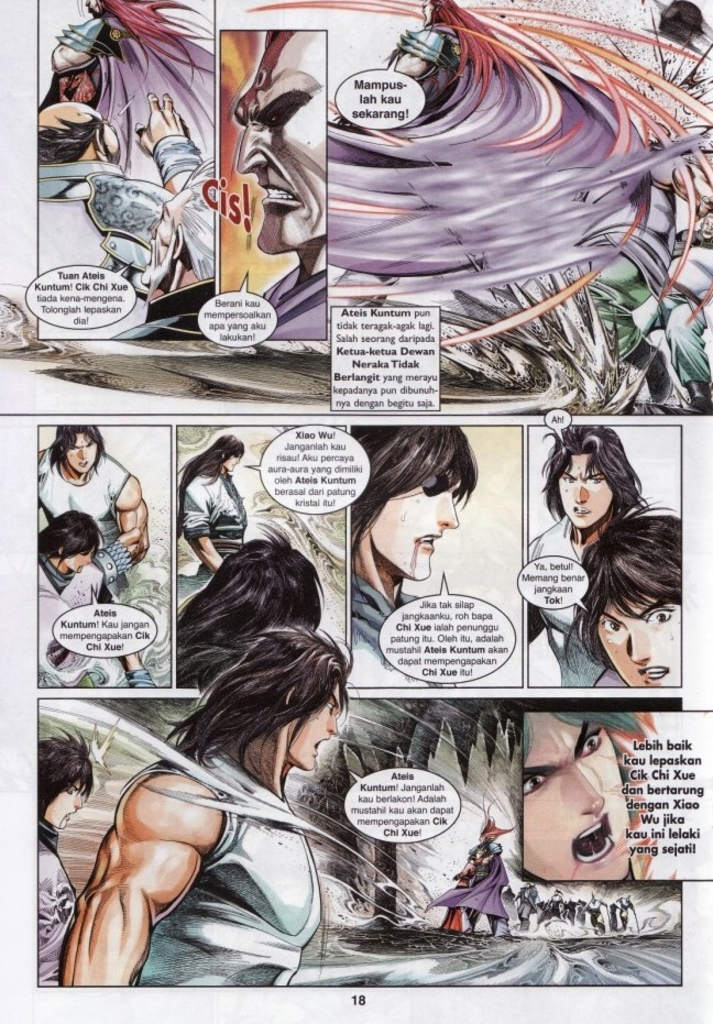 Tuan Ateis
Kuntum! Cik Chi Xue
tiada kena-mengena.
Tolonglah lepaskan
dia!
Cis!
Berani kau
mempersoalkan
apa yang aku
lakukan!
Mampus-
lah kau
sekarang!
Ateis Kuntum pun
tidak teragak-agak lagi.
Salah seorang daripada
Ketua-ketua Dewan
Neraka Tidak
Berlangit yang merayu
kepadanya pun dibunuh-
nya dengan begitu saja.
Ateis
Kuntum! Kau jangan
mempengapakan Cik
Chi Xue!
Xiao Wu!
Janganlah kau
risau! Aku percaya
aura-aura yang dimiliki
oleh Ateis Kuntum
berasal dari patung
kristal itu!
Jika tak silap
jangkaanku, roh bapa
Chi Xue ialah penunggu
patung itu. Oleh itu, adalah
mustahil Ateis Kuntum akan
dapat mempengapakan
Chi Xue itu!
Ah!
Ya, betul!
Memang benar
jangkaan
Tok!
Ateis
Kuntum! Janganlah
kau berlakon! Adalah
mustahil kau akan dapat
mempengapakan Cik
Chi Xue!
Lebih baik
kau lepaskan
Cik Chi Xue
dan bertarung
dengan Xiao
Wu jika
kau ini lelaki
yang sejati!
18